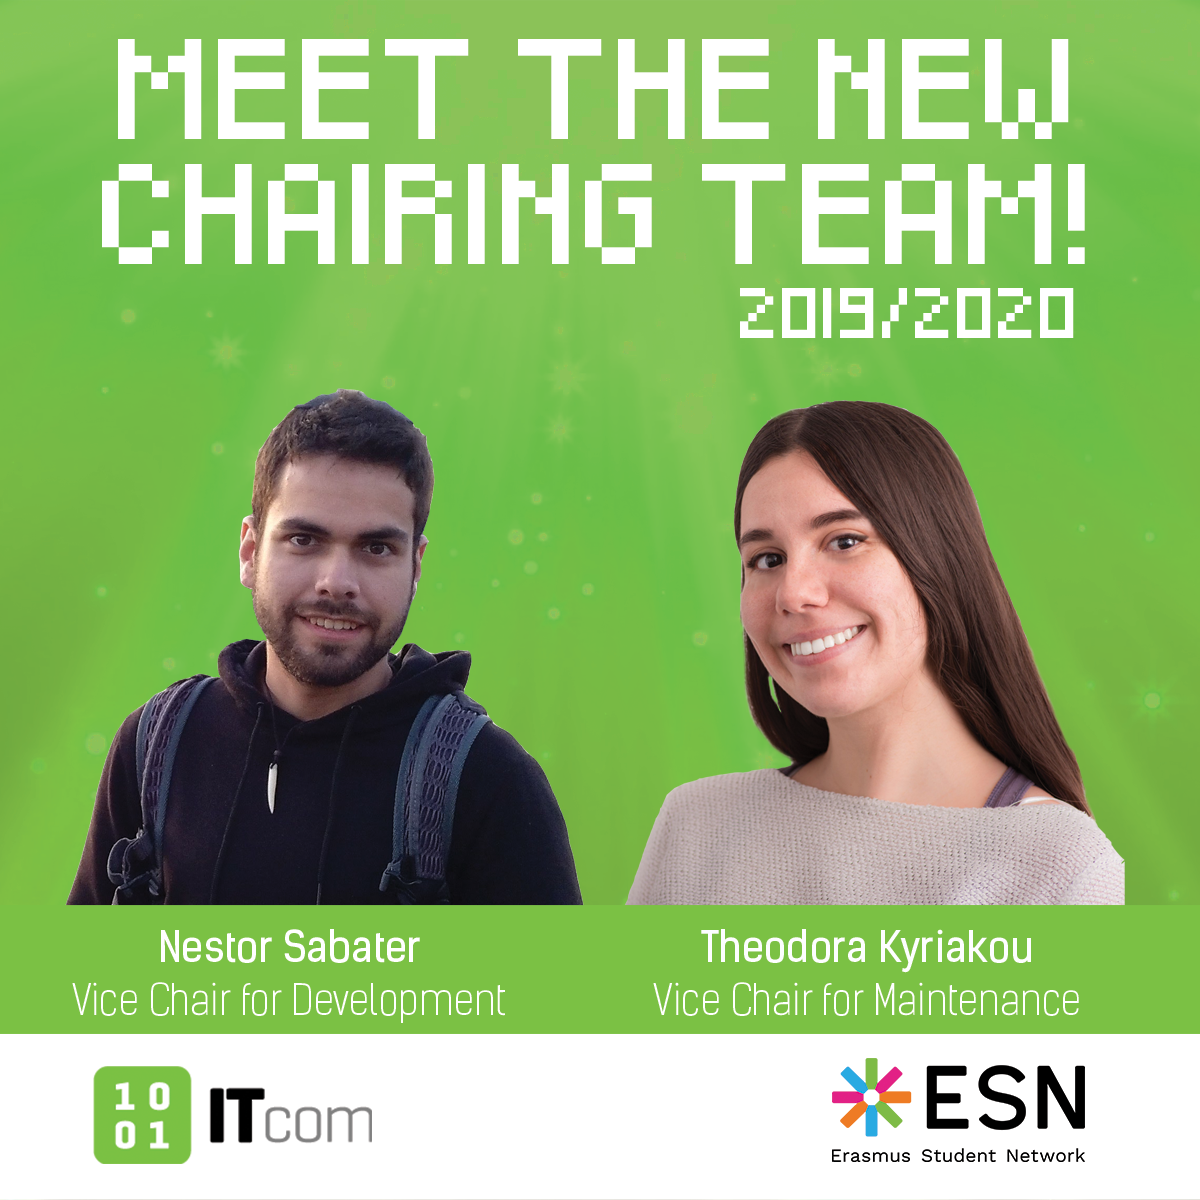 MEET THE NEW
CHAIRING TEAM!
2019/2020
Nestor Sabater
Vice Chair for Development
Theodora Kyriakou
Vice Chair for Maintenance
10
01
ITcom
ESN
Erasmus Student Network